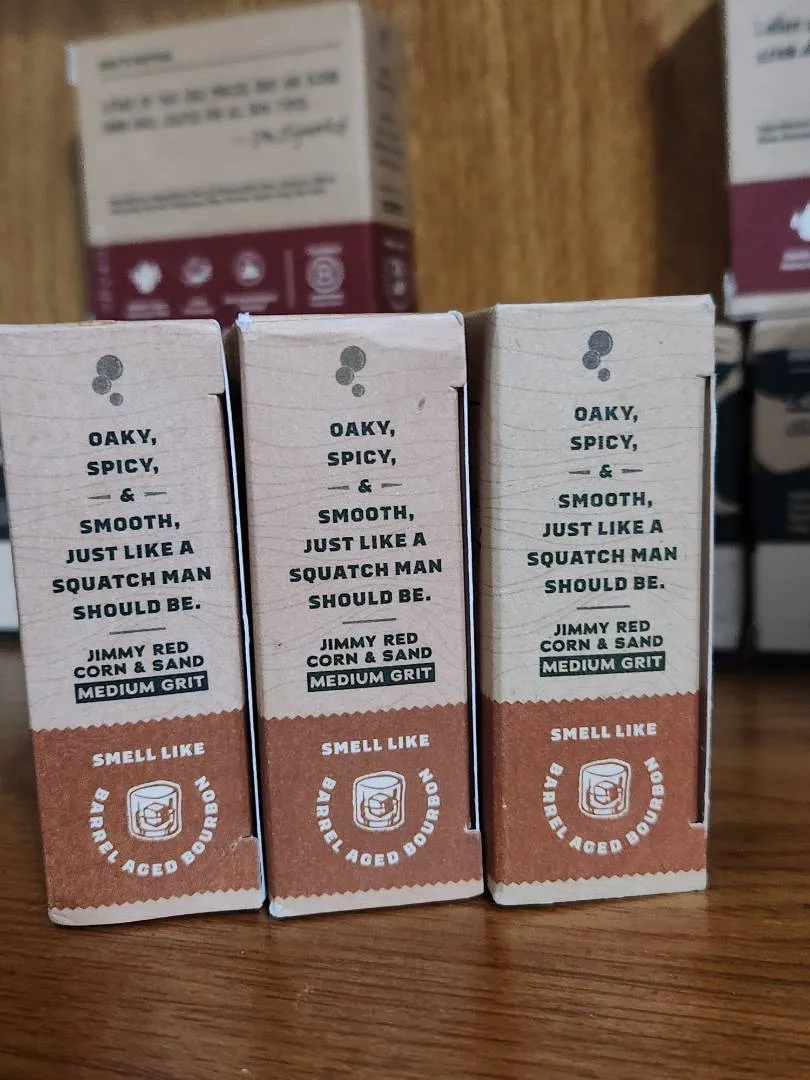 OAKY,
SPICY,
&
SMOOTH,
JUST LIKE A
SQUATCH MAN
SHOULD BE.
JIMMY RED
CORN & SAND
MEDIUM GRIT
SMELL LIKE
BARREL AGED BOURBON
OAKY,
SPICY,
&
SMOOTH,
JUST LIKE A
SQUATCH MAN
SHOULD BE.
JIMMY RED
CORN & SAND
MEDIUM GRIT
SMELL LIKE
BARREL AGED BOURBON
OAKY,
SPICY,
&
SMOOTH,
JUST LIKE A
SQUATCH MAN
SHOULD BE.
JIMMY RED
CORN & SAND
MEDIUM GRIT
SMELL LIKE
BARREL AGED BOURBON